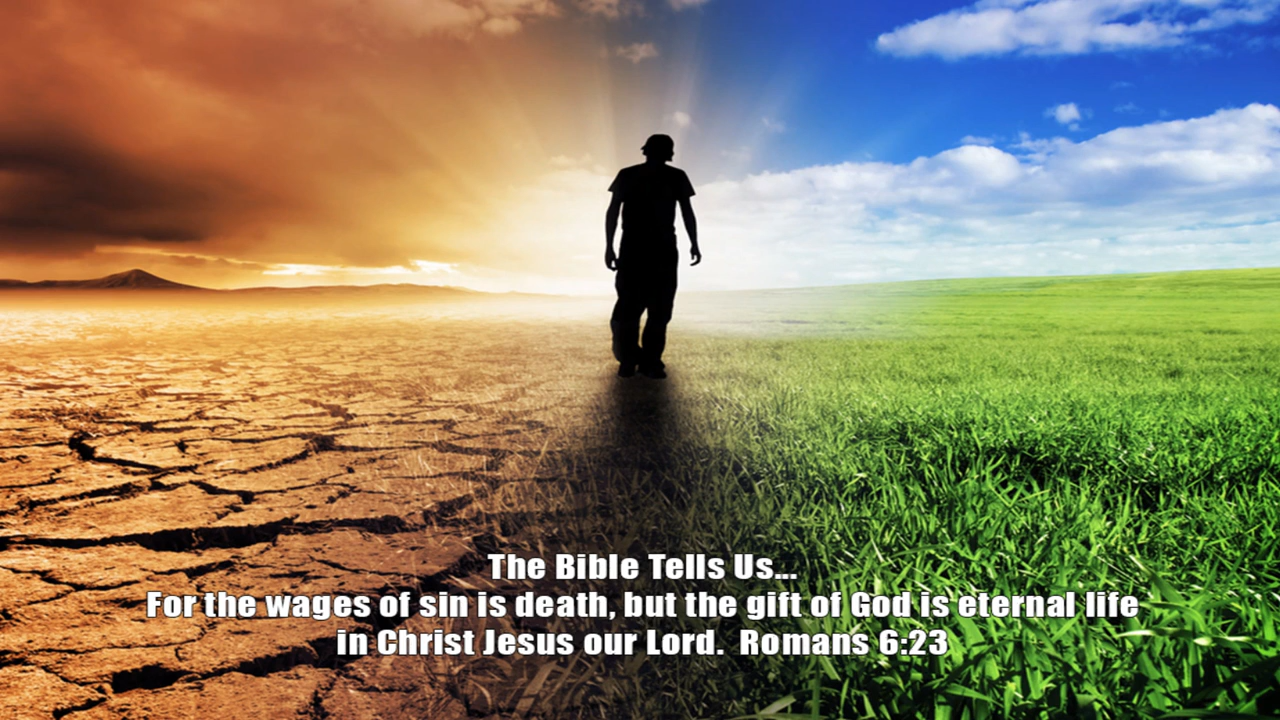 The Bible Tells Us...
For the wages of sin is death, but the gift of God is eternal life
in Christ Jesus our Lord.  Romans 6:23